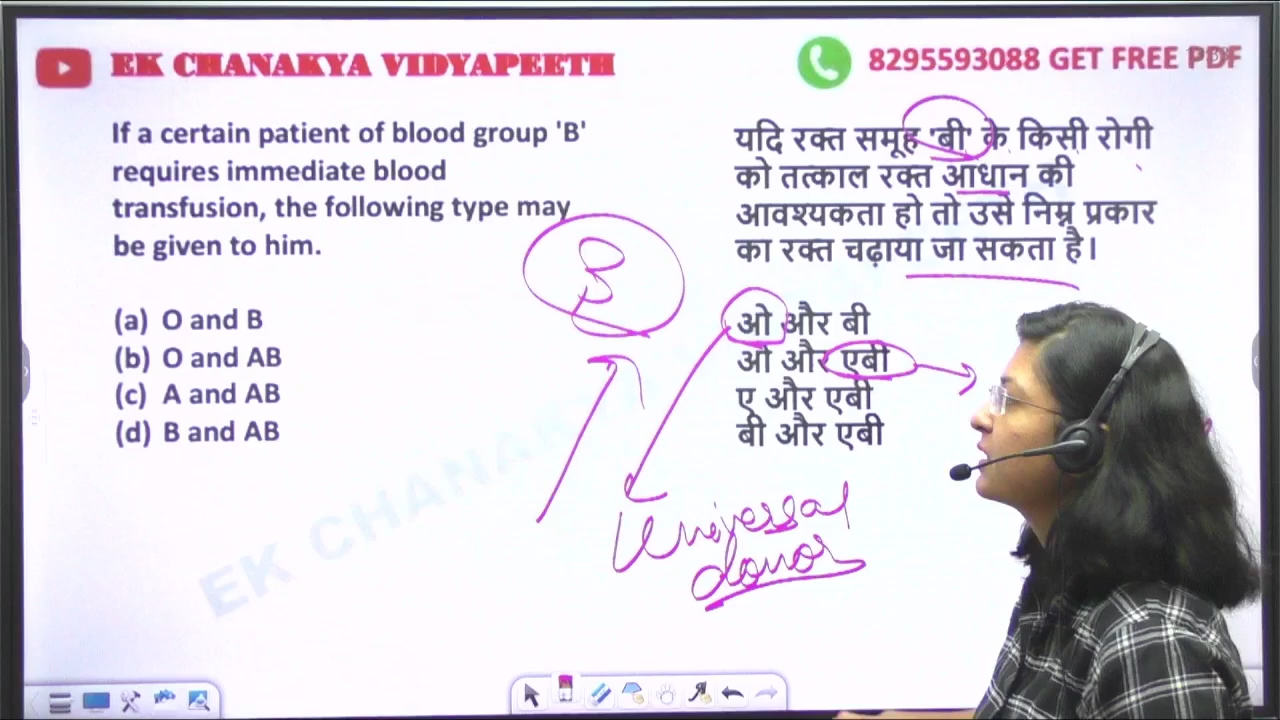 EK CHANAKYA VIDYAPEETH
8295593088 GET FREE PDF
If a certain patient of blood group 'B'
requires immediate blood
transfusion, the following type may
be given to him.
(a) O and B
(b) O and AB
(c) A and AB
(d) B and AB
यदि रक्त समूह 'बी' के किसी रोगी
को तत्काल रक्त आधान की
आवश्यकता हो तो उसे निम्न प्रकार
का रक्त चढ़ाया जा सकता है।
ओ और बी
ओ और एबी
ए और एबी
बी और एबी
B
Universal
donor
EK CHANAK